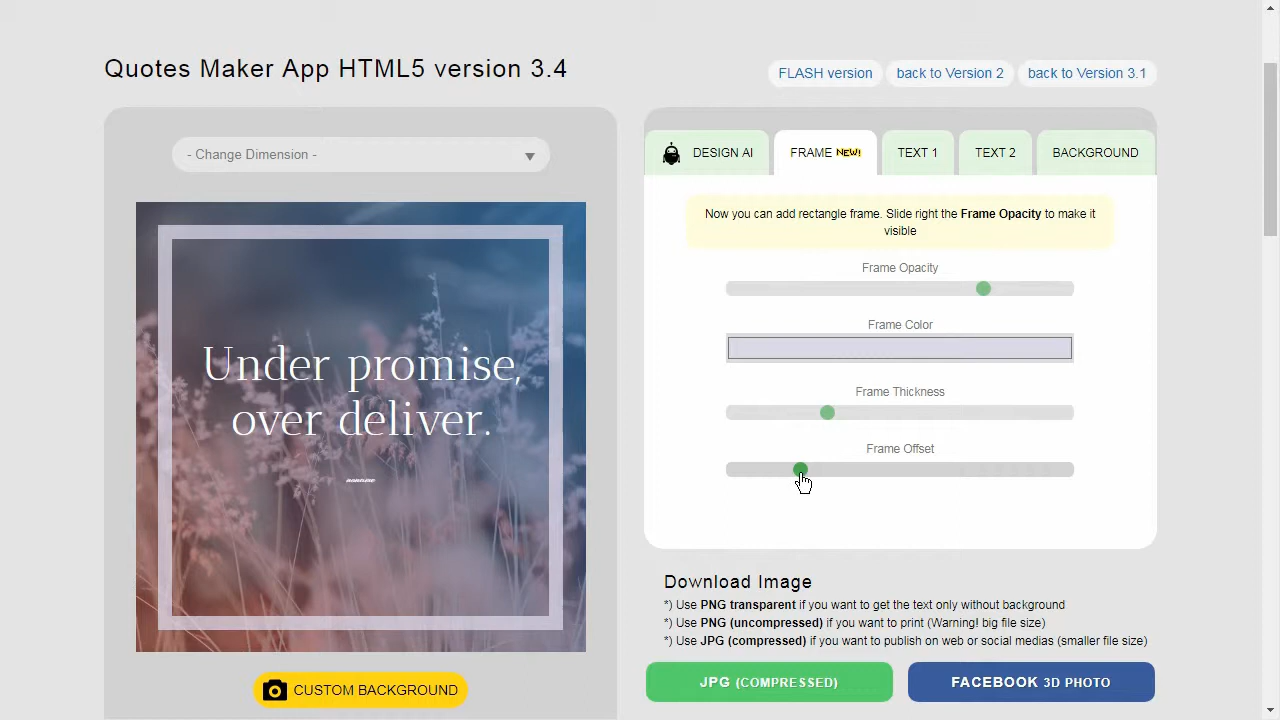 Quotes Maker App HTML5 version 3.4
FLASH version
back to Version 2
back to Version 3.1
- Change Dimension -
DESIGN AI
FRAME NEW!
TEXT 1
TEXT 2
BACKGROUND
Now you can add rectangle frame. Slide right the Frame Opacity to make it
visible
Frame Opacity
Frame Color
Frame Thickness
Frame Offset
Under promise,
over deliver.
Download Image
*) Use PNG transparent if you want to get the text only without background
*) Use PNG (uncompressed) if you want to print (Warning! big file size)
*) Use JPG (compressed) if you want to publish on web or social medias (smaller file size)
CUSTOM BACKGROUND
JPG (COMPRESSED)
FACEBOOK 3D PHOTO